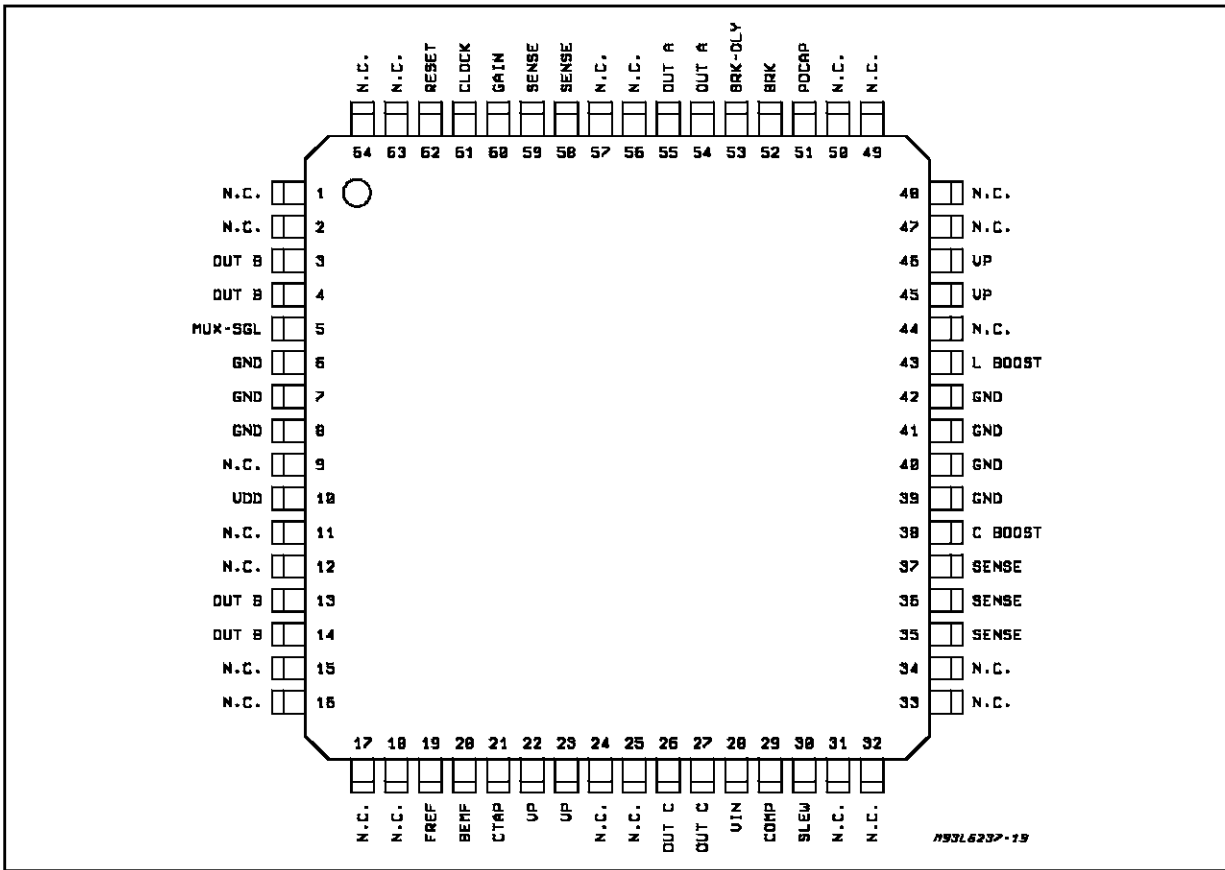 N.C. N.C. RESET CLOCK GAIN SENSE SENSE N.C. N.C. OUT A OUT A BRK-DLY BRK POCAP N.C. N.C.
64 63 62 61 60 59 58 57 56 55 54 53 52 51 50 49
N.C. 1 48 N.C.
N.C. 2 47 N.C.
OUT B 3 46 VP
OUT B 4 45 VP
MUX-SGL 5 44 N.C.
GND 6 43 L BOOST
GND 7 42 GND
GND 8 41 GND
N.C. 9 40 GND
VDD 10 39 GND
N.C. 11 38 C BOOST
N.C. 12 37 SENSE
OUT B 13 36 SENSE
OUT B 14 35 SENSE
N.C. 15 34 N.C.
N.C. 16 33 N.C.
17 18 19 20 21 22 23 24 25 26 27 28 29 30 31 32
N.C. N.C. FREF BEMF CTAP VP VP N.C. N.C. OUT C OUT C VIN COMP SLEW N.C. N.C.
M93L6237-19